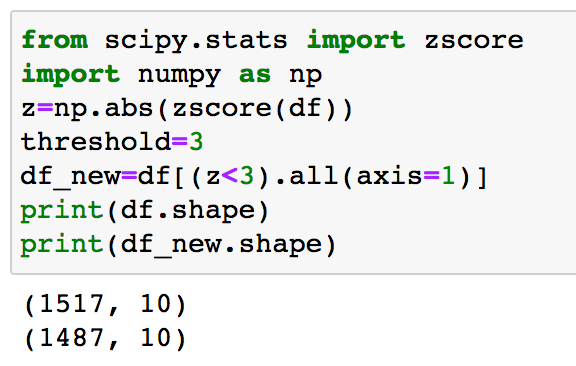 from scipy.stats import zscore
import numpy as np
z=np.abs(zscore(df))
threshold=3
df_new=df[(z<3).all(axis=1)]
print(df.shape)
print(df_new.shape)
(1517, 10)
(1487, 10)